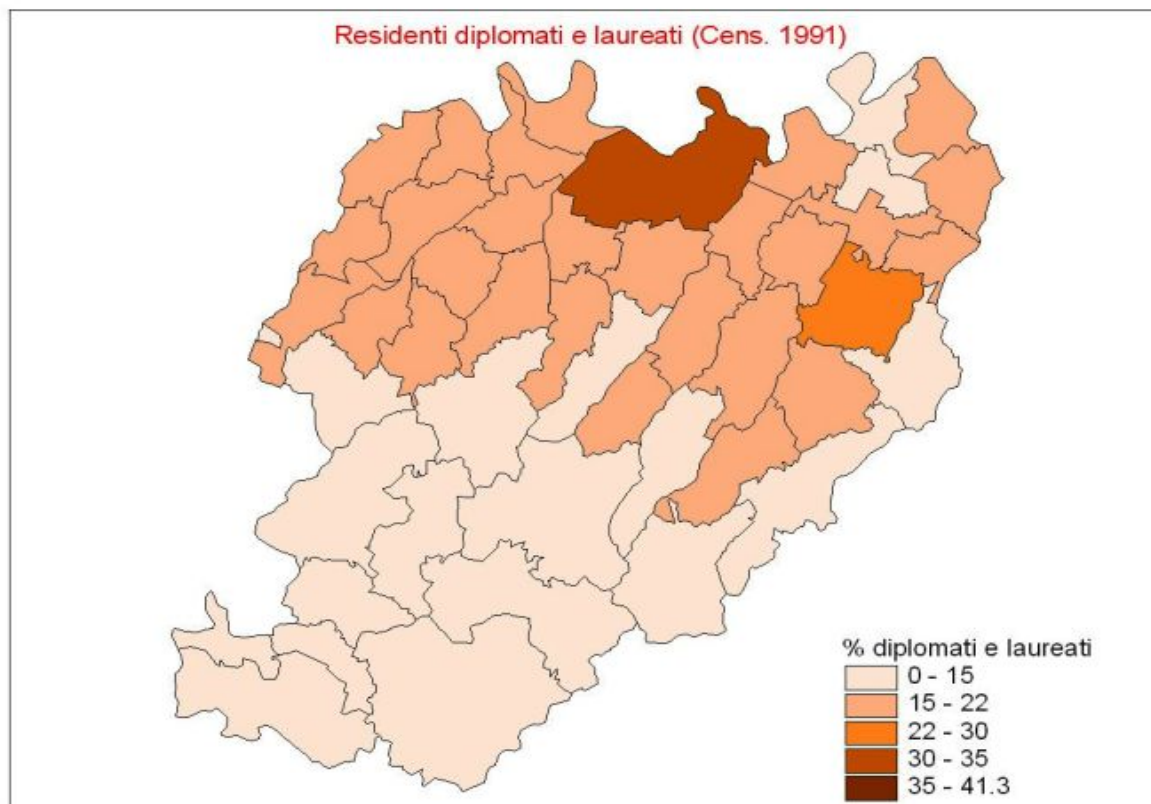 Residenti diplomati e laureati (Cens. 1991)
% diplomati e laureati
0 - 15
15 - 22
22 - 30
30 - 35
35 - 41.3